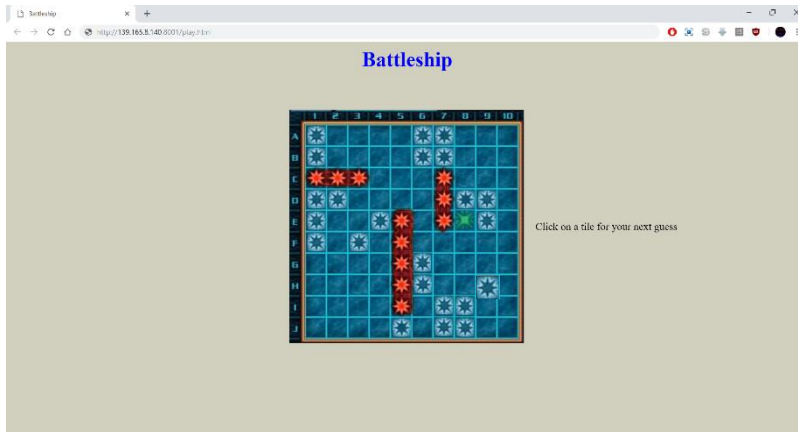 Battleship
http://139.165.8.140:8001/play.htm
Battleship
1 2 3 4 5 6 7 8 9 10
A
B
C
D
E
Click on a tile for your next guess
F
G
H
I
J